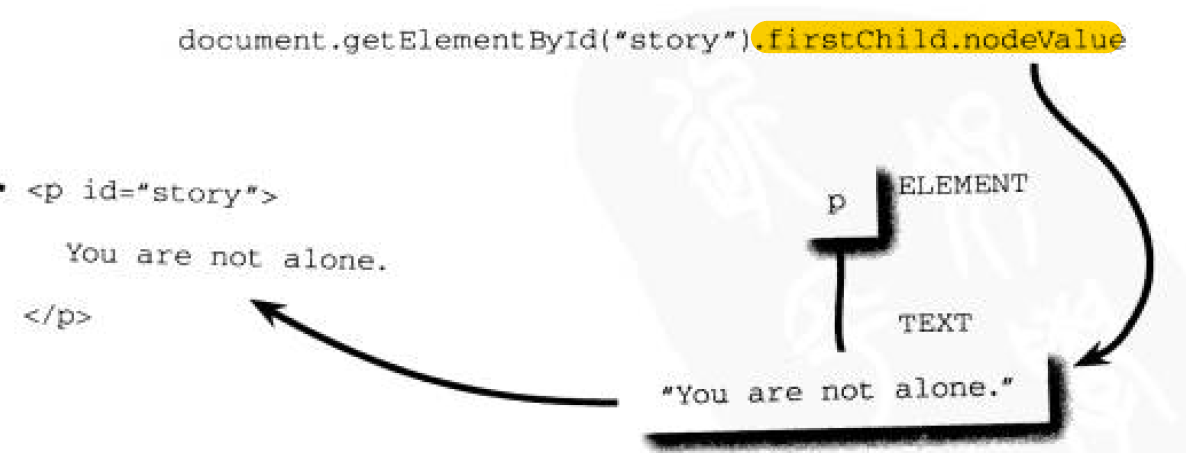 document.getElementById("story").firstChild.nodeValue
<p id="story">
You are not alone.
</p>
p
ELEMENT
TEXT
"You are not alone."